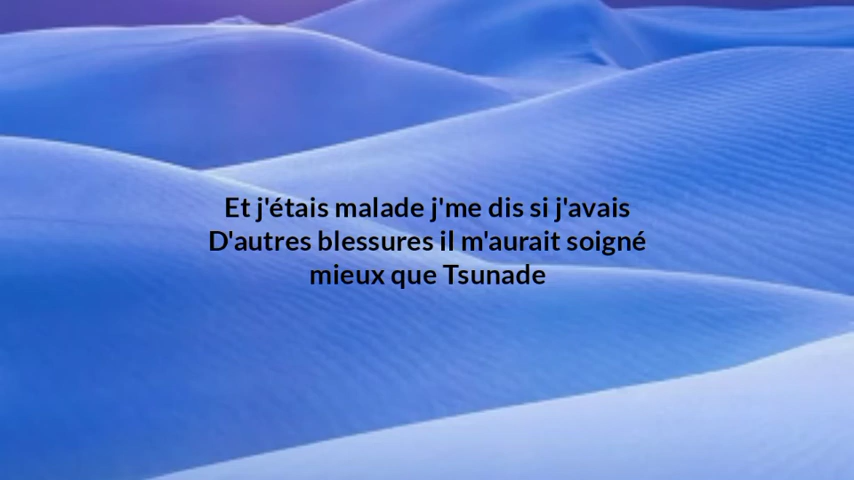 Et j'étais malade j'me dis si j'avais
D'autres blessures il m'aurait soigné
mieux que Tsunade